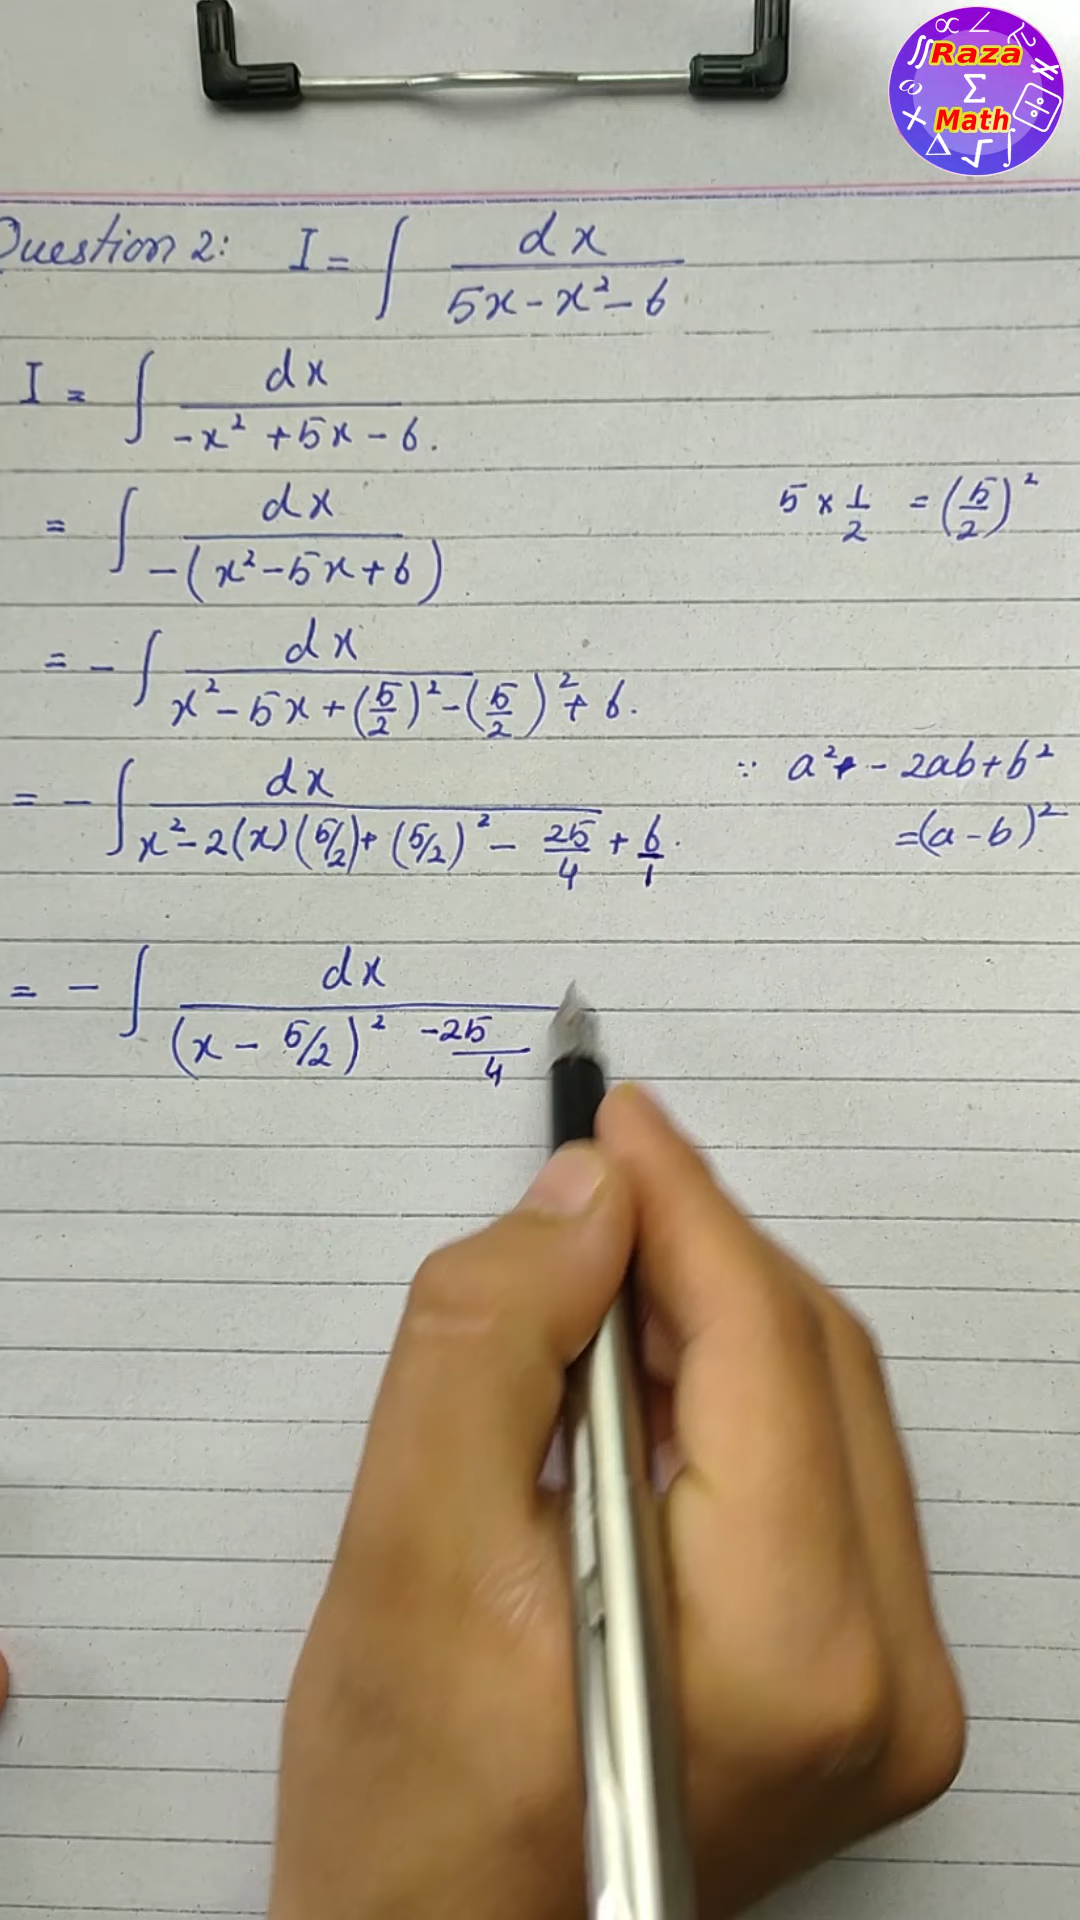 Raza
Σ
Math
Question 2: I = ∫ dx / 5x - x² - 6
I = ∫ dx / -x² + 5x - 6.
= ∫ dx / -(x² - 5x + 6)
5 × 1/2 = (5/2)²
= - ∫ dx / x² - 5x + (5/2)² - (5/2)² + 6.
= - ∫ dx / x² - 2(x)(5/2) + (5/2)² - 25/4 + 6/1.
∵ a² - 2ab + b²
= (a - b)²
= - ∫ dx / (x - 5/2)² -25/4